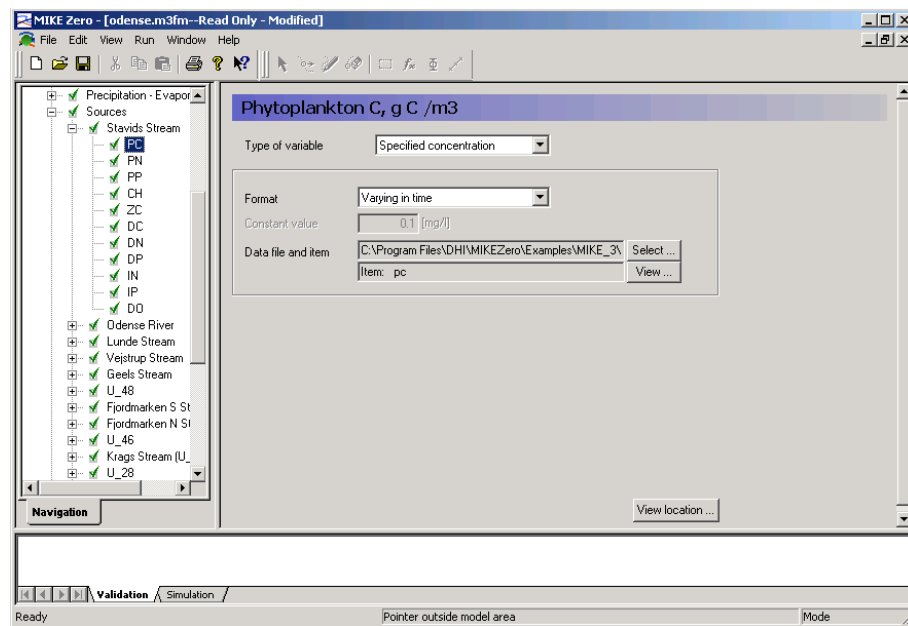 MIKE Zero - [odense.m3fm--Read Only - Modified]
File Edit View Run Window Help
Precipitation - Evapor
Sources
Stavids Stream
PC
PN
PP
CH
ZC
DC
DN
DP
IN
IP
DO
Odense River
Lunde Stream
Vejstrup Stream
Geels Stream
U_48
Fjordmarken S St
Fjordmarken N St
U_46
Krags Stream (U_
U_28
Navigation
Phytoplankton C, g C /m3
Type of variable Specified concentration
Format Varying in time
Constant value 0.1 [mg/l]
Data file and item C:\Program Files\DHI\MIKEZero\Examples\MIKE_3\ Select ...
Item: pc View ...
View location ...
Validation Simulation
Ready Pointer outside model area Mode